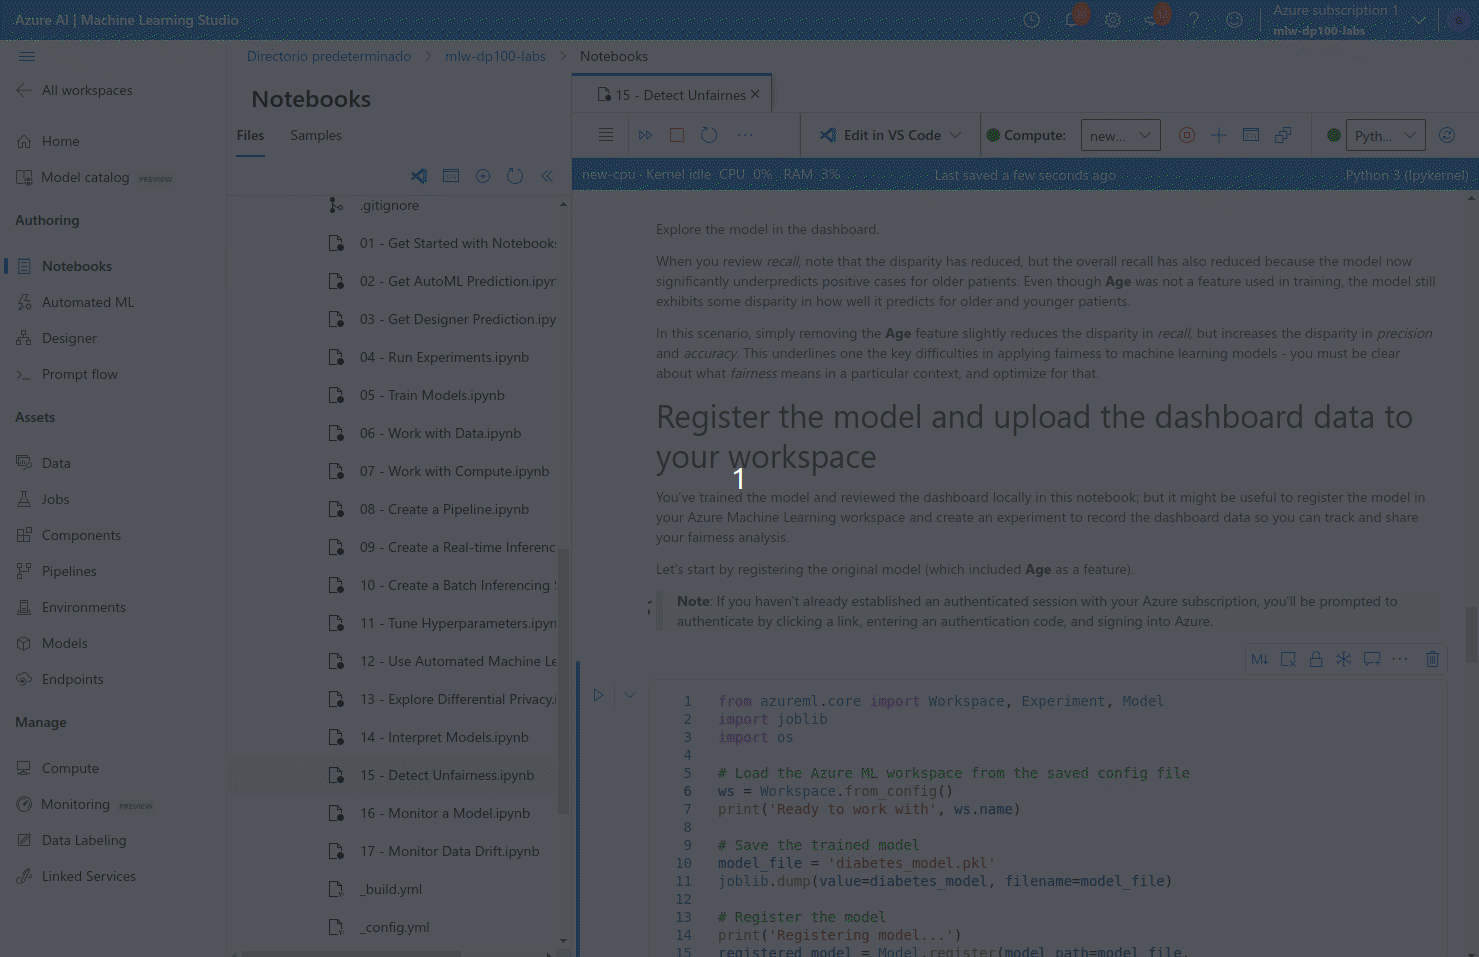 Azure AI | Machine Learning Studio
Azure subscription 1
mlw-dp100-labs
G
All workspaces
Home
Model catalog PREVIEW
Authoring
Notebooks
Automated ML
Designer
Prompt flow
Assets
Data
Jobs
Components
Pipelines
Environments
Models
Endpoints
Manage
Compute
Monitoring PREVIEW
Data Labeling
Linked Services
Directorio predeterminado > mlw-dp100-labs > Notebooks
Notebooks
Files Samples
.gitignore
01 - Get Started with Notebooks
02 - Get AutoML Prediction.ipyn
03 - Get Designer Prediction.ipy
04 - Run Experiments.ipynb
05 - Train Models.ipynb
06 - Work with Data.ipynb
07 - Work with Compute.ipynb
08 - Create a Pipeline.ipynb
09 - Create a Real-time Inferenc
10 - Create a Batch Inferencing S
11 - Tune Hyperparameters.ipyn
12 - Use Automated Machine Le
13 - Explore Differential Privacy.i
14 - Interpret Models.ipynb
15 - Detect Unfairness.ipynb
16 - Monitor a Model.ipynb
17 - Monitor Data Drift.ipynb
_build.yml
_config.yml
15 - Detect Unfairnes
Edit in VS Code
Compute: new...
Pyth...
new-cpu · Kernel idle CPU 0% RAM 3%
Last saved a few seconds ago
Python 3 (Ipykernel)
Explore the model in the dashboard.
When you review recall, note that the disparity has reduced, but the overall recall has also reduced because the model now
significantly underpredicts positive cases for older patients. Even though Age was not a feature used in training, the model still
exhibits some disparity in how well it predicts for older and younger patients.
In this scenario, simply removing the Age feature slightly reduces the disparity in recall, but increases the disparity in precision
and accuracy. This underlines one the key difficulties in applying fairness to machine learning models - you must be clear
about what fairness means in a particular context, and optimize for that.
Register the model and upload the dashboard data to
your workspace
1
You've trained the model and reviewed the dashboard locally in this notebook; but it might be useful to register the model in
your Azure Machine Learning workspace and create an experiment to record the dashboard data so you can track and share
your fairness analysis.
Let's start by registering the original model (which included Age as a feature).
Note: If you haven't already established an authenticated session with your Azure subscription, you'll be prompted to
authenticate by clicking a link, entering an authentication code, and signing into Azure.
M↓
1 from azureml.core import Workspace, Experiment, Model
2 import joblib
3 import os
4
5 # Load the Azure ML workspace from the saved config file
6 ws = Workspace.from_config()
7 print('Ready to work with', ws.name)
8
9 # Save the trained model
10 model_file = 'diabetes_model.pkl'
11 joblib.dump(value=diabetes_model, filename=model_file)
12
13 # Register the model
14 print('Registering model...')
15 registered_model = Model.register(model_path=model_file,